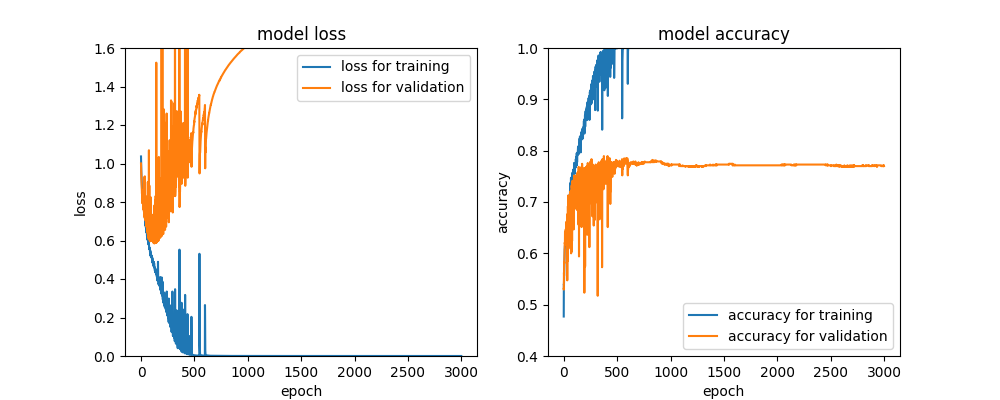 model loss
1.6
1.4
1.2
1.0
0.8
0.6
0.4
0.2
0.0
loss
loss for training
loss for validation
0 500 1000 1500 2000 2500 3000
epoch
model accuracy
1.0
0.9
0.8
0.7
0.6
0.5
0.4
accuracy
accuracy for training
accuracy for validation
0 500 1000 1500 2000 2500 3000
epoch